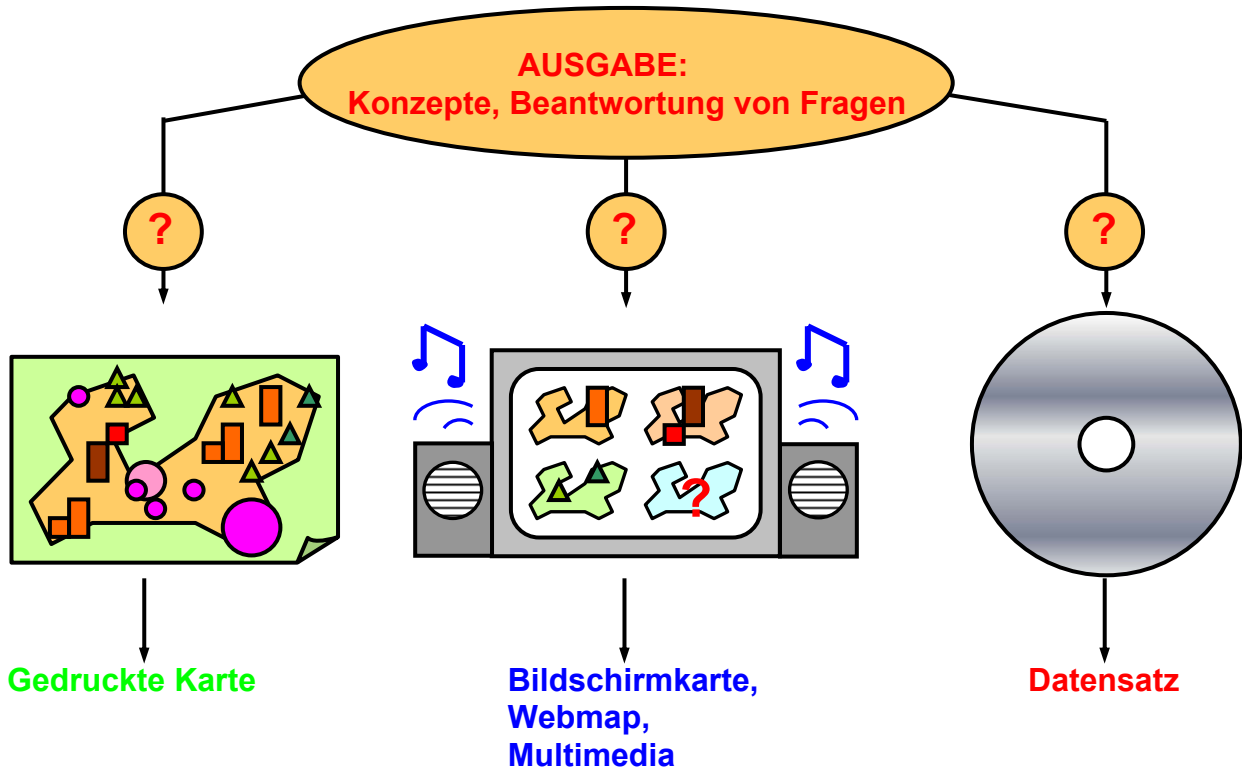 AUSGABE:
Konzepte, Beantwortung von Fragen
?
?
?
?
Gedruckte Karte
Bildschirmkarte,
Webmap,
Multimedia
Datensatz